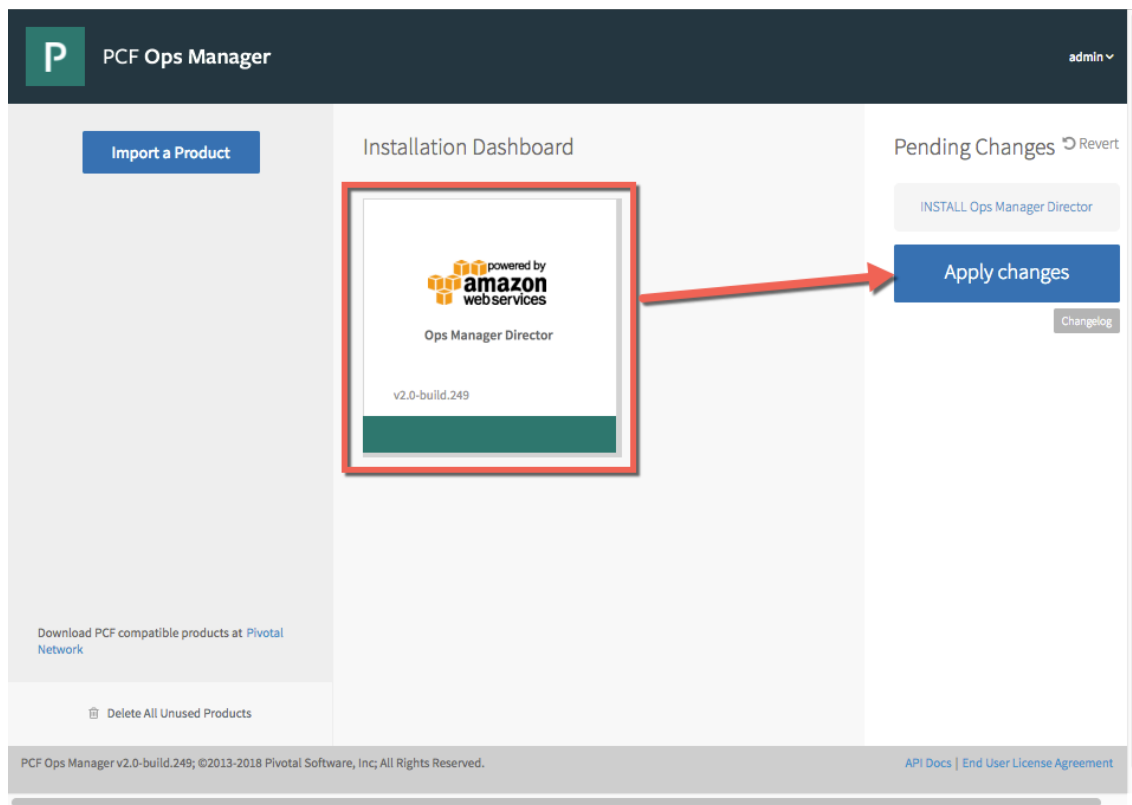 P
PCF Ops Manager
admin
Import a Product
Download PCF compatible products at Pivotal
Network
Delete All Unused Products
Installation Dashboard
powered by
amazon
web services
Ops Manager Director
v2.0-build.249
Pending Changes Revert
INSTALL Ops Manager Director
Apply changes
Changelog
PCF Ops Manager v2.0-build.249; ©2013-2018 Pivotal Software, Inc; All Rights Reserved.
API Docs | End User License Agreement